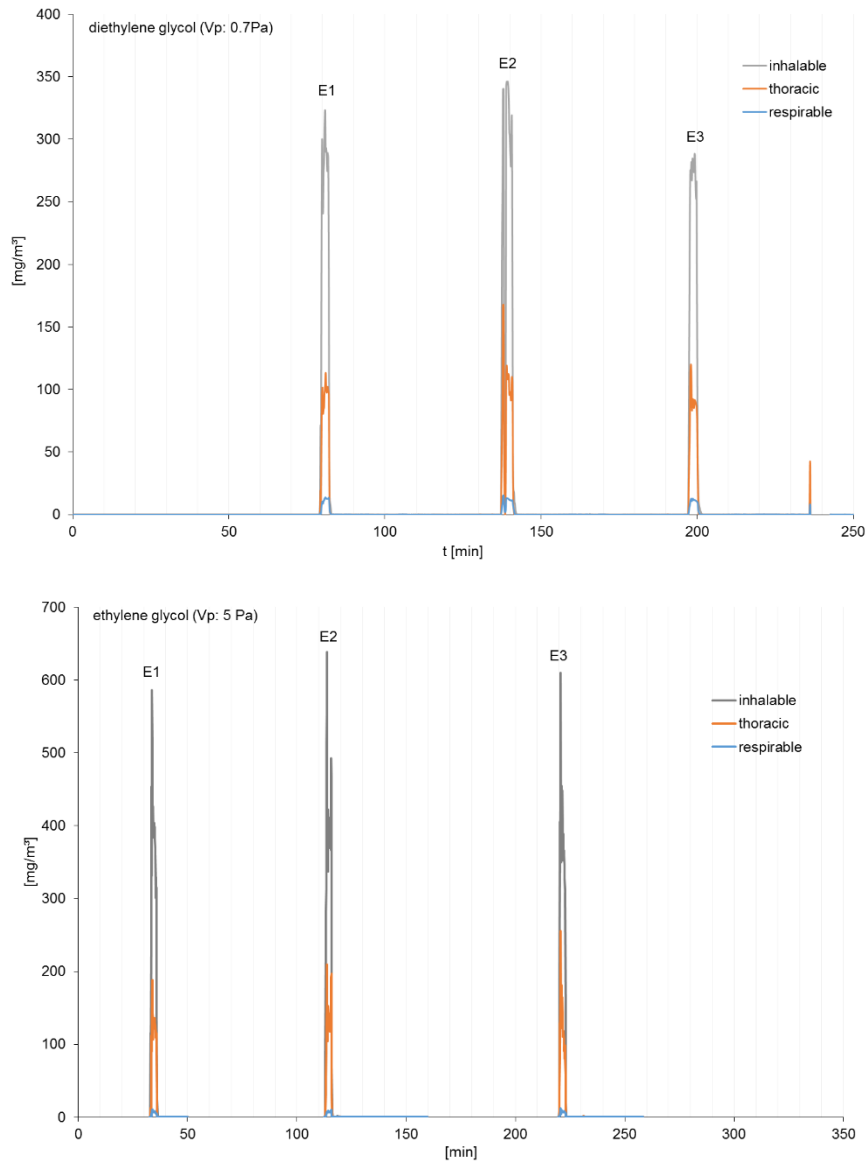 400
diethylene glycol (Vp: 0.7Pa)
350
E1
E2
E3
inhalable
thoracic
respirable
300
250
200
150
100
50
0
[mg/m³]
0 50 100 150 200 250
t [min]
700
ethylene glycol (Vp: 5 Pa)
E1
E2
E3
600
inhalable
thoracic
respirable
500
400
300
200
100
0
[mg/m³]
0 50 100 150 200 250 300 350
[min]